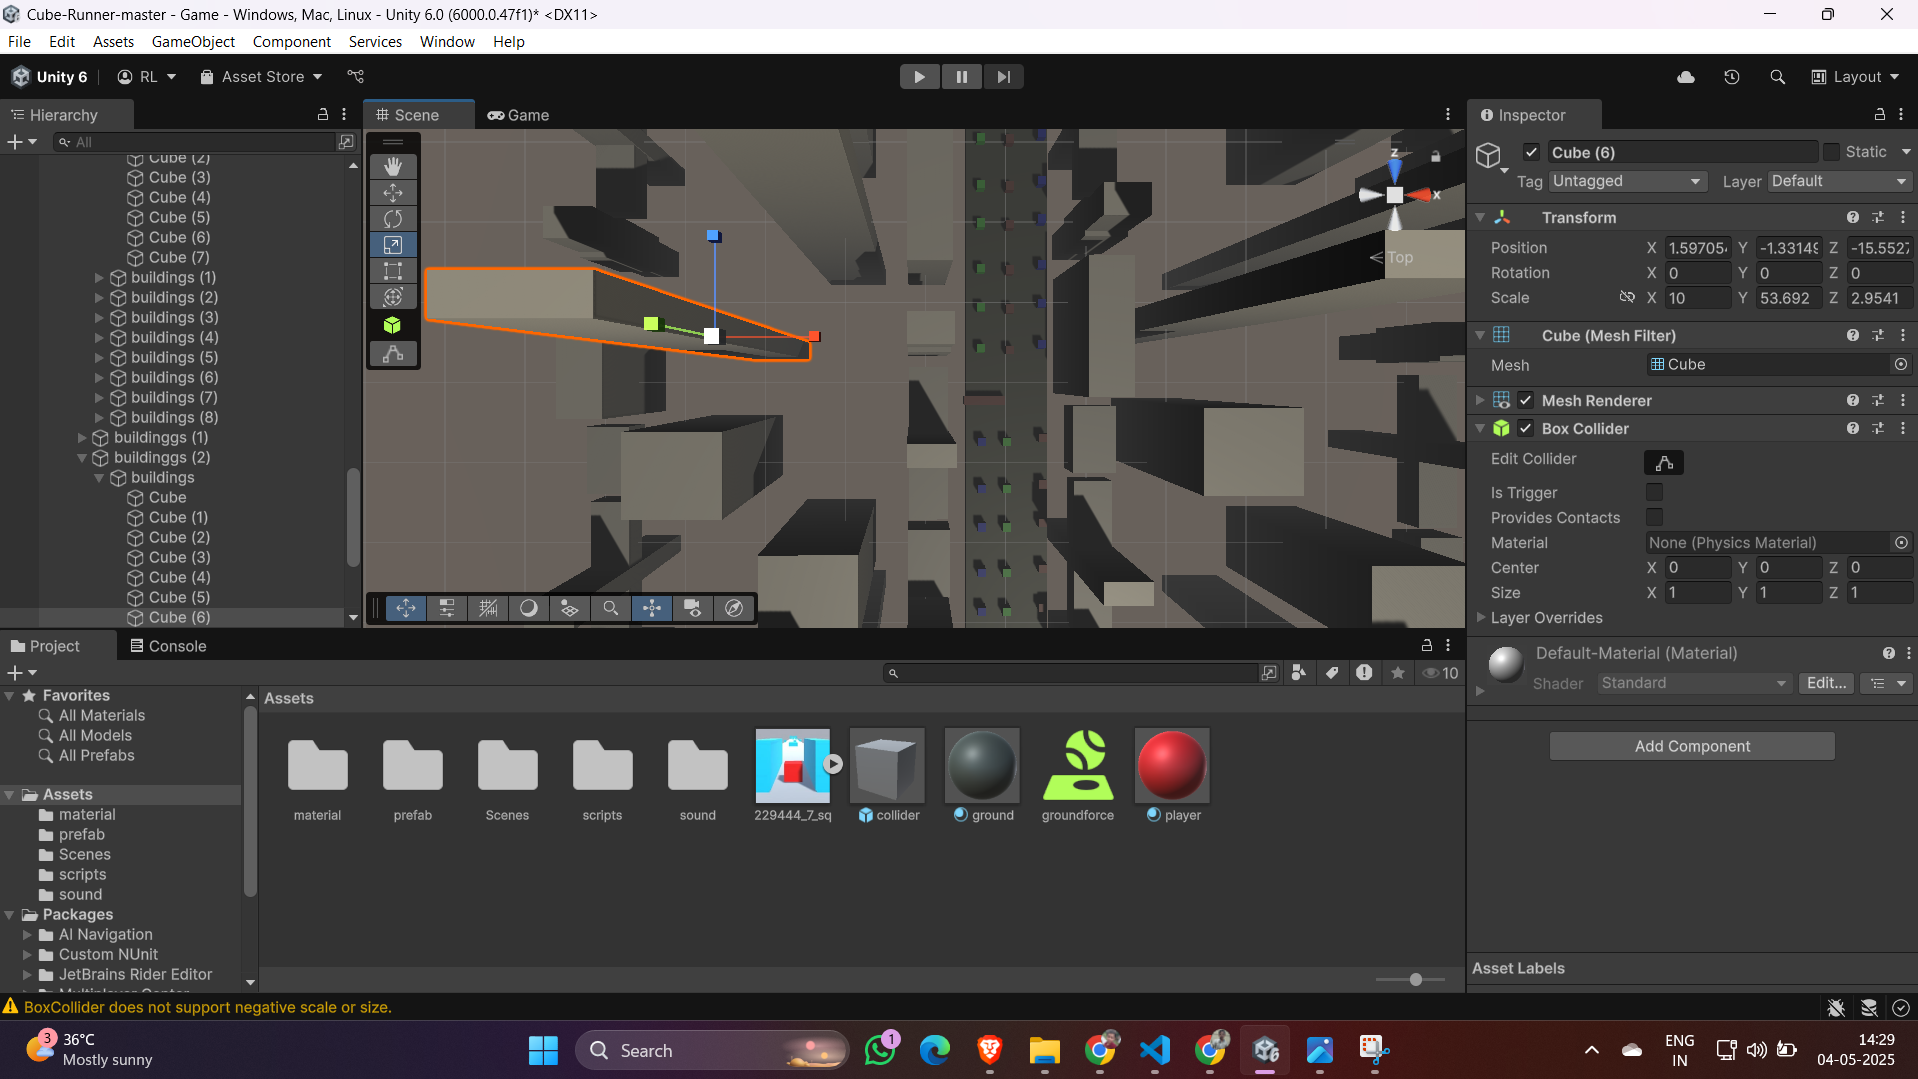 Cube-Runner-master - Game - Windows, Mac, Linux - Unity 6.0 (6000.0.47f1)* <DX11>
File Edit Assets GameObject Component Services Window Help
Unity 6 RL Asset Store Layout
Hierarchy
All
Cube (2)
Cube (3)
Cube (4)
Cube (5)
Cube (6)
Cube (7)
buildings (1)
buildings (2)
buildings (3)
buildings (4)
buildings (5)
buildings (6)
buildings (7)
buildings (8)
buildinggs (1)
buildinggs (2)
buildings
Cube
Cube (1)
Cube (2)
Cube (3)
Cube (4)
Cube (5)
Cube (6)
Scene Game
z
x
Top
Inspector
Cube (6) Static
Tag Untagged Layer Default
Transform
Position X 1.59705 Y -1.33149 Z -15.5527
Rotation X 0 Y 0 Z 0
Scale X 10 Y 53.692 Z 2.9541
Cube (Mesh Filter)
Mesh Cube
Mesh Renderer
Box Collider
Edit Collider
Is Trigger
Provides Contacts
Material None (Physics Material)
Center X 0 Y 0 Z 0
Size X 1 Y 1 Z 1
Layer Overrides
Default-Material (Material)
Shader Standard Edit...
Add Component
Asset Labels
Project Console
10
Favorites
All Materials
All Models
All Prefabs
Assets
material
prefab
Scenes
scripts
sound
Packages
AI Navigation
Custom NUnit
JetBrains Rider Editor
Multiplayer Center
Assets
material prefab Scenes scripts sound 229444_7_sq collider ground groundforce player
BoxCollider does not support negative scale or size.
3
36°C
Mostly sunny
Search
1
6
ENG
IN
14:29
04-05-2025